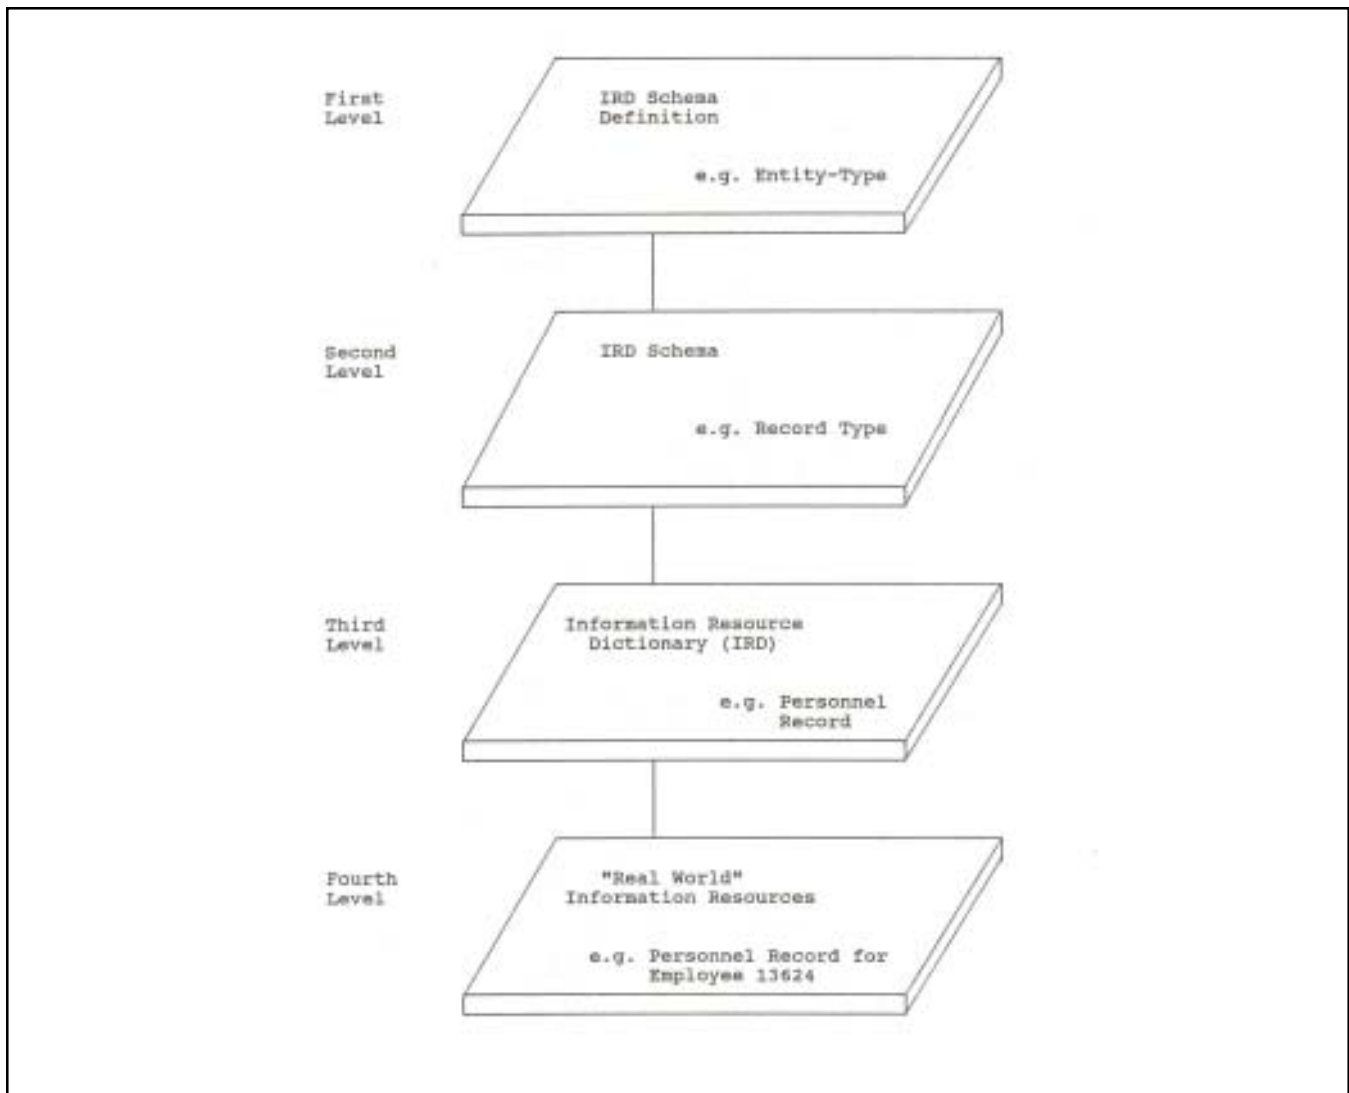 First
Level
IRD Schema
Definition
e.g. Entity-Type
Second
Level
IRD Schema
e.g. Record Type
Third
Level
Information Resource
Dictionary (IRD)
e.g. Personnel
Record
Fourth
Level
"Real World"
Information Resources
e.g. Personnel Record for
Employee 13624